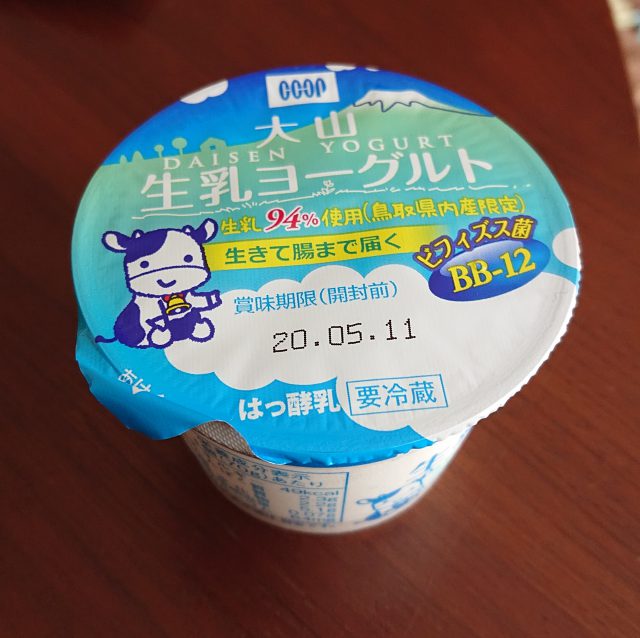 COOP
大山
DAISEN YOGURT
生乳ヨーグルト
生乳94%使用(鳥取県内産限定)
生きて腸まで届く
ビフィズス菌
BB-12
賞味期限(開封前)
20.05.11
はっ酵乳 要冷蔵
49kcal